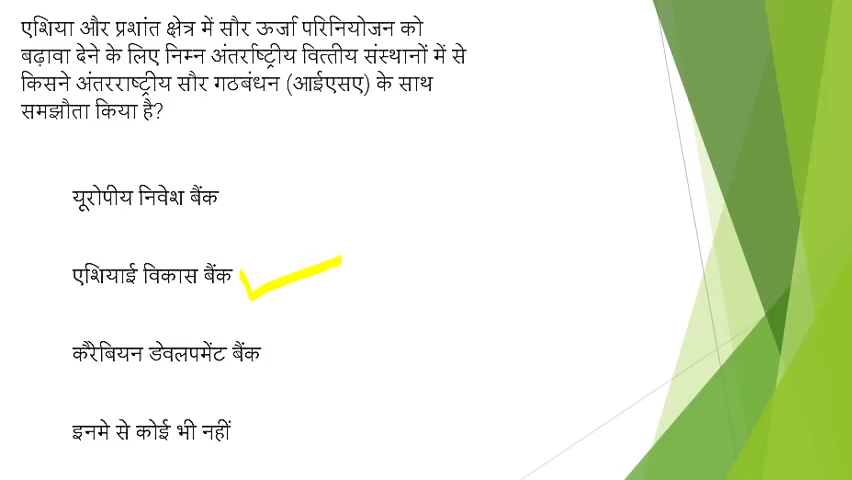 एशिया और प्रशांत क्षेत्र में सौर ऊर्जा परिनियोजन को
बढ़ावा देने के लिए निम्न अंतर्राष्ट्रीय वित्तीय संस्थानों में से
किसने अंतरराष्ट्रीय सौर गठबंधन (आईएसए) के साथ
समझौता किया है?
यूरोपीय निवेश बैंक
एशियाई विकास बैंक
कैरेबियन डेवलपमेंट बैंक
इनमे से कोई भी नहीं